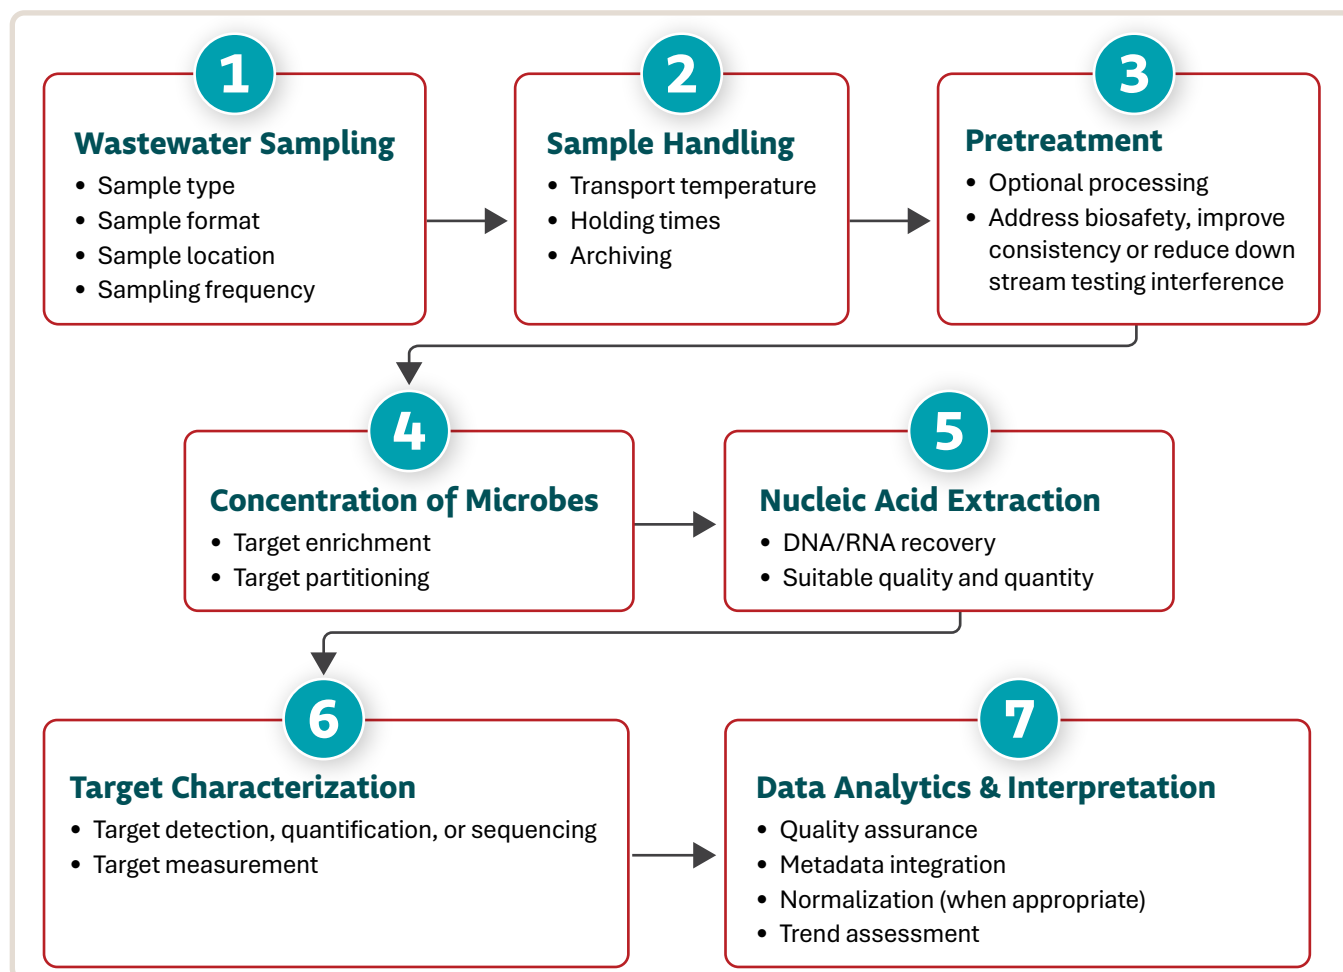 1
Wastewater Sampling
• Sample type
• Sample format
• Sample location
• Sampling frequency
2
Sample Handling
• Transport temperature
• Holding times
• Archiving
3
Pretreatment
• Optional processing
• Address biosafety, improve
consistency or reduce down
stream testing interference
4
Concentration of Microbes
• Target enrichment
• Target partitioning
5
Nucleic Acid Extraction
• DNA/RNA recovery
• Suitable quality and quantity
6
Target Characterization
• Target detection, quantification, or sequencing
• Target measurement
7
Data Analytics & Interpretation
• Quality assurance
• Metadata integration
• Normalization (when appropriate)
• Trend assessment